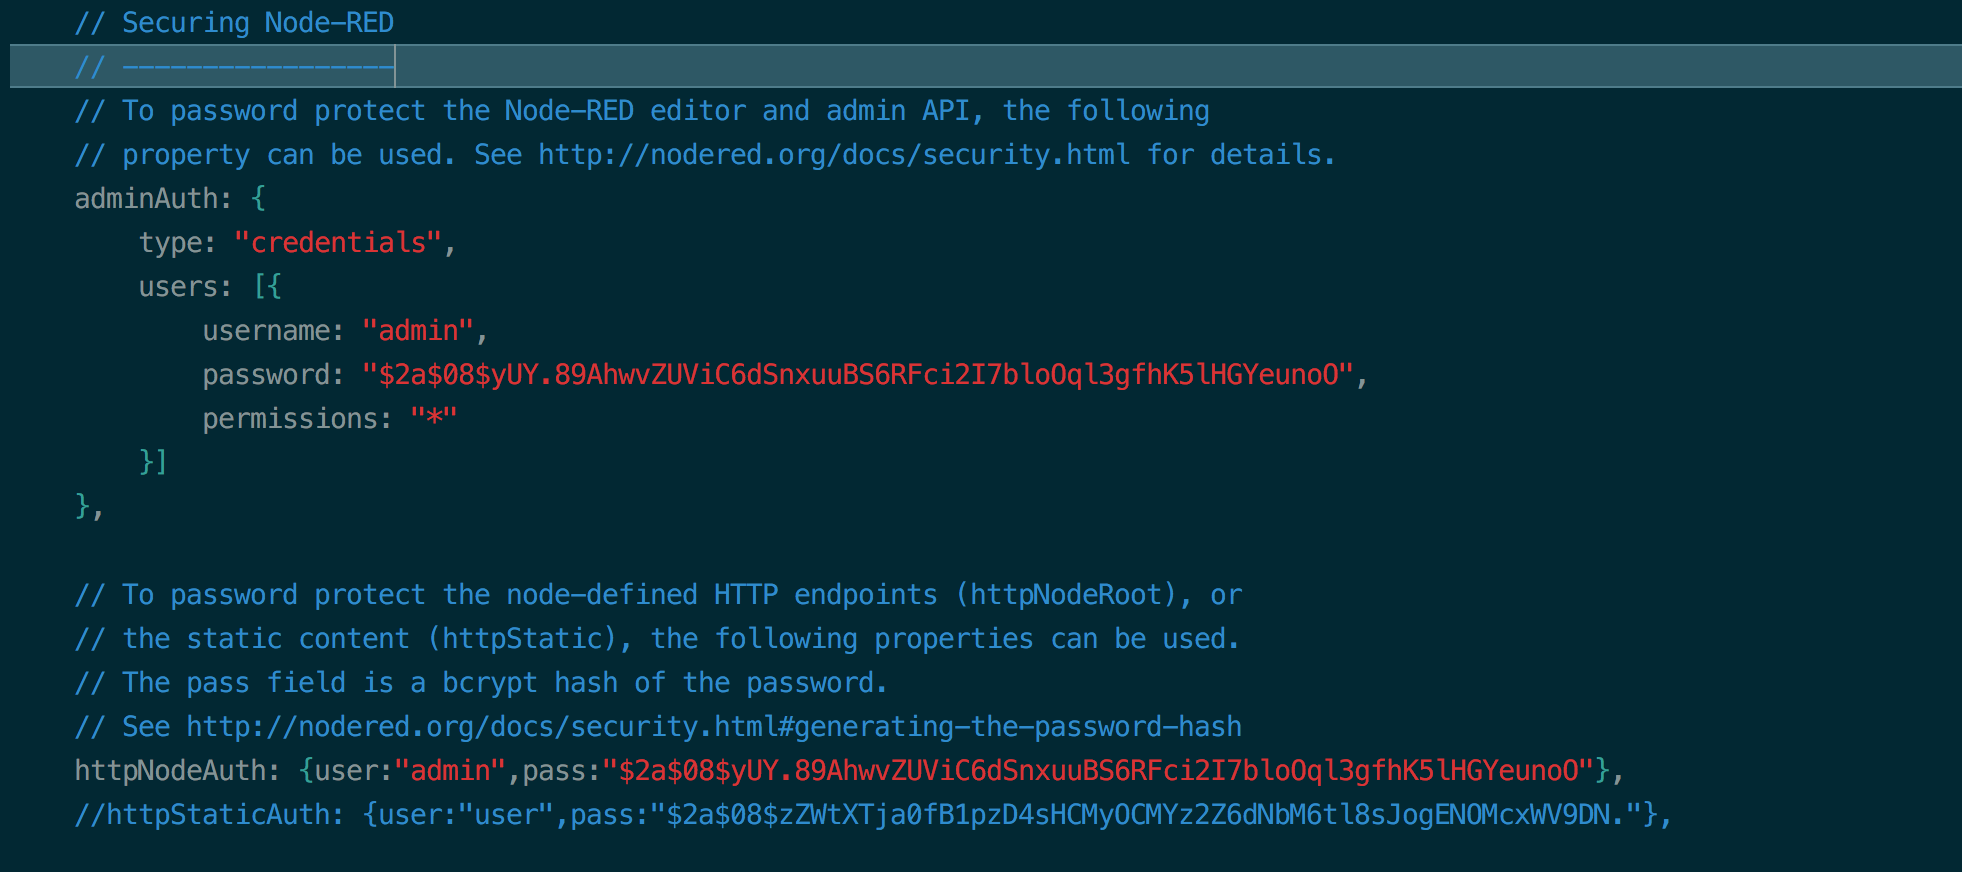 // Securing Node-RED
// -----------------
// To password protect the Node-RED editor and admin API, the following
// property can be used. See http://nodered.org/docs/security.html for details.
adminAuth: {
    type: "credentials",
    users: [{
        username: "admin",
        password: "$2a$08$yUY.89AhwvZUViC6dSnxuuBS6RFci2I7bloOql3gfhK5lHGYeunoO",
        permissions: "*"
    }]
},
// To password protect the node-defined HTTP endpoints (httpNodeRoot), or
// the static content (httpStatic), the following properties can be used.
// The pass field is a bcrypt hash of the password.
// See http://nodered.org/docs/security.html#generating-the-password-hash
httpNodeAuth: {user:"admin",pass:"$2a$08$yUY.89AhwvZUViC6dSnxuuBS6RFci2I7bloOql3gfhK5lHGYeunoO"},
//httpStaticAuth: {user:"user",pass:"$2a$08$zZWtXTja0fB1pzD4sHCMyOCMYz2Z6dNbM6tl8sJogENOMcxWV9DN."},